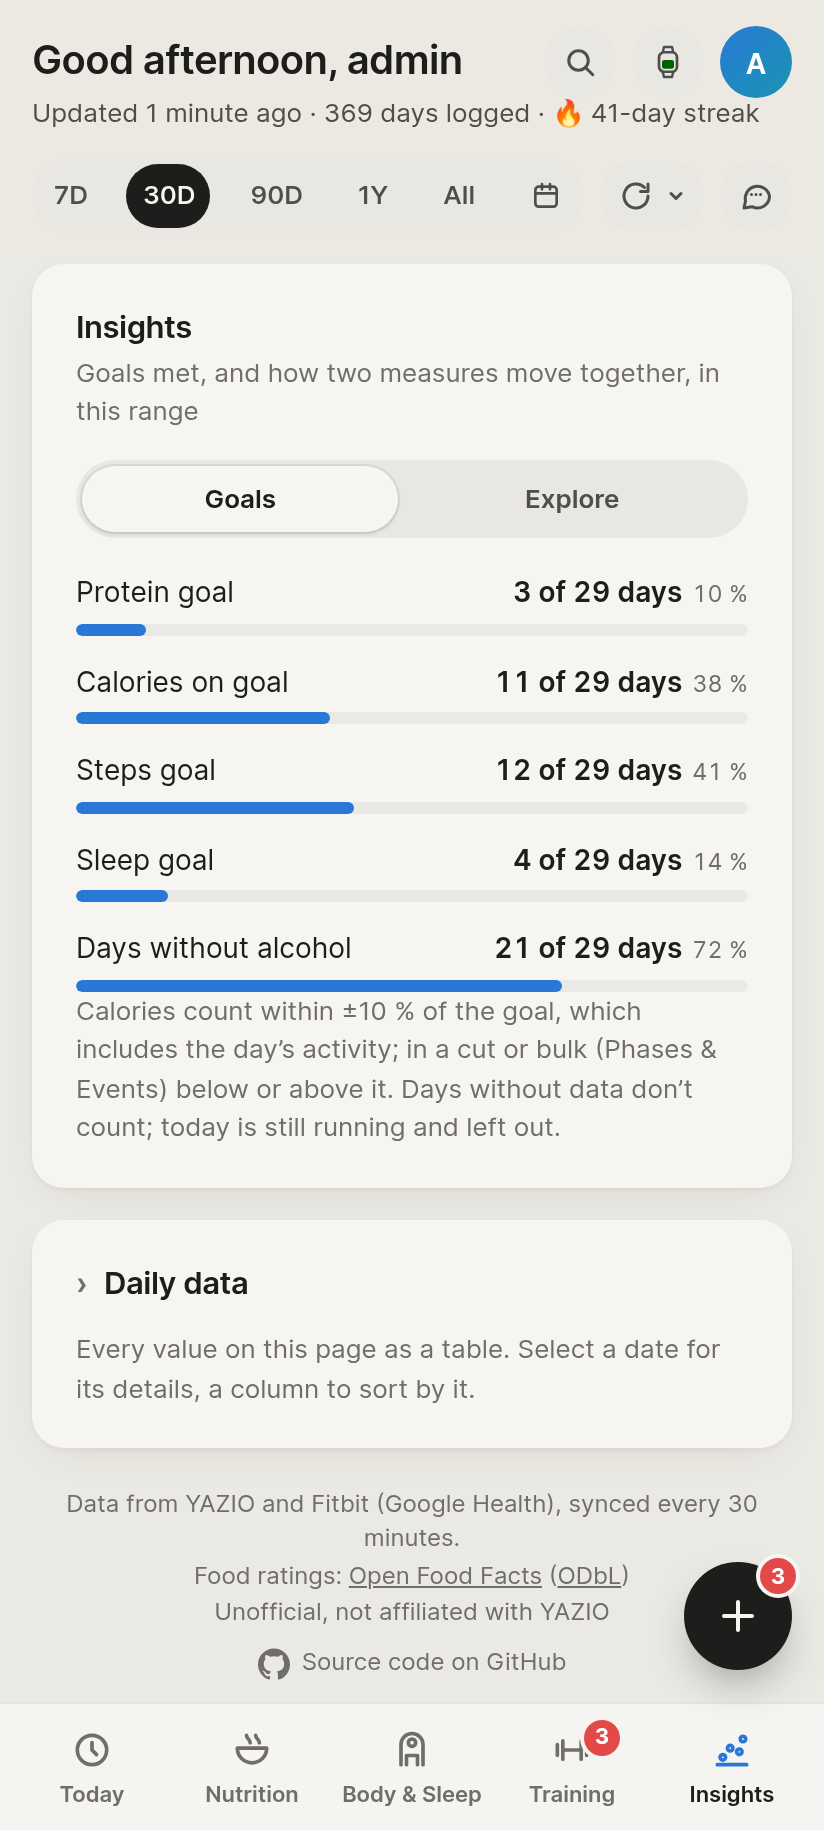 Good afternoon, admin
A
Updated 1 minute ago · 369 days logged · 🔥 41-day streak
7D 30D 90D 1Y All
Insights
Goals met, and how two measures move together, in
this range
Goals Explore
Protein goal 3 of 29 days 10 %
Calories on goal 11 of 29 days 38 %
Steps goal 12 of 29 days 41 %
Sleep goal 4 of 29 days 14 %
Days without alcohol 21 of 29 days 72 %
Calories count within ±10 % of the goal, which
includes the day’s activity; in a cut or bulk (Phases &
Events) below or above it. Days without data don’t
count; today is still running and left out.
› Daily data
Every value on this page as a table. Select a date for
its details, a column to sort by it.
Data from YAZIO and Fitbit (Google Health), synced every 30
minutes.
Food ratings: Open Food Facts (ODbL)
Unofficial, not affiliated with YAZIO
Source code on GitHub
3
3
Today Nutrition Body & Sleep Training Insights